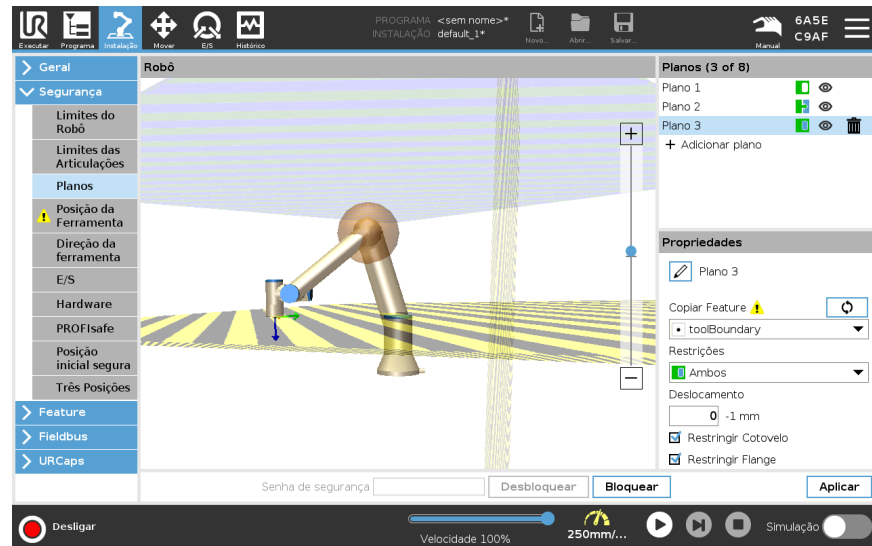 Executar
Programa
Instalação
Mover
E/S
Histórico
PROGRAMA <sem nome>*
INSTALAÇÃO default_1*
Novo...
Abrir...
Salvar...
Manual
6A5E
C9AF
Geral
Segurança
Limites do
Robô
Limites das
Articulações
Planos
Posição da
Ferramenta
Direção da
ferramenta
E/S
Hardware
PROFIsafe
Posição
inicial segura
Três Posições
Feature
Fieldbus
URCaps
Robô
Planos (3 of 8)
Plano 1
Plano 2
Plano 3
+ Adicionar plano
Propriedades
Plano 3
Copiar Feature
toolBoundary
Restrições
Ambos
Deslocamento
0 -1 mm
Restringir Cotovelo
Restringir Flange
Senha de segurança
Desbloquear
Bloquear
Aplicar
Desligar
Velocidade 100%
250mm/...
Simulação